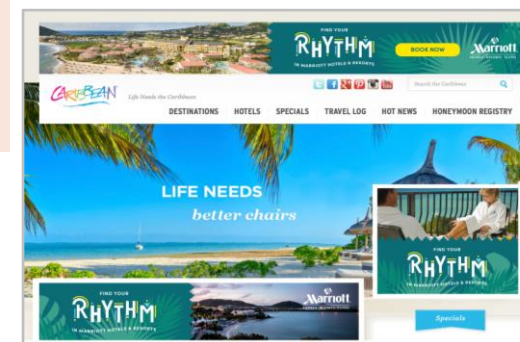 FIND YOUR
RHYTHM
IN MARRIOTT HOTELS & RESORTS
BOOK NOW
Marriott
CARIBBEAN
Life Needs the Caribbean
Search the Caribbean
DESTINATIONS HOTELS SPECIALS TRAVEL LOG HOT NEWS HONEYMOON REGISTRY
LIFE NEEDS
better chairs
FIND YOUR
RHYTHM
IN MARRIOTT HOTELS & RESORTS
FIND YOUR
RHYTHM
IN MARRIOTT HOTELS & RESORTS
Marriott
Specials